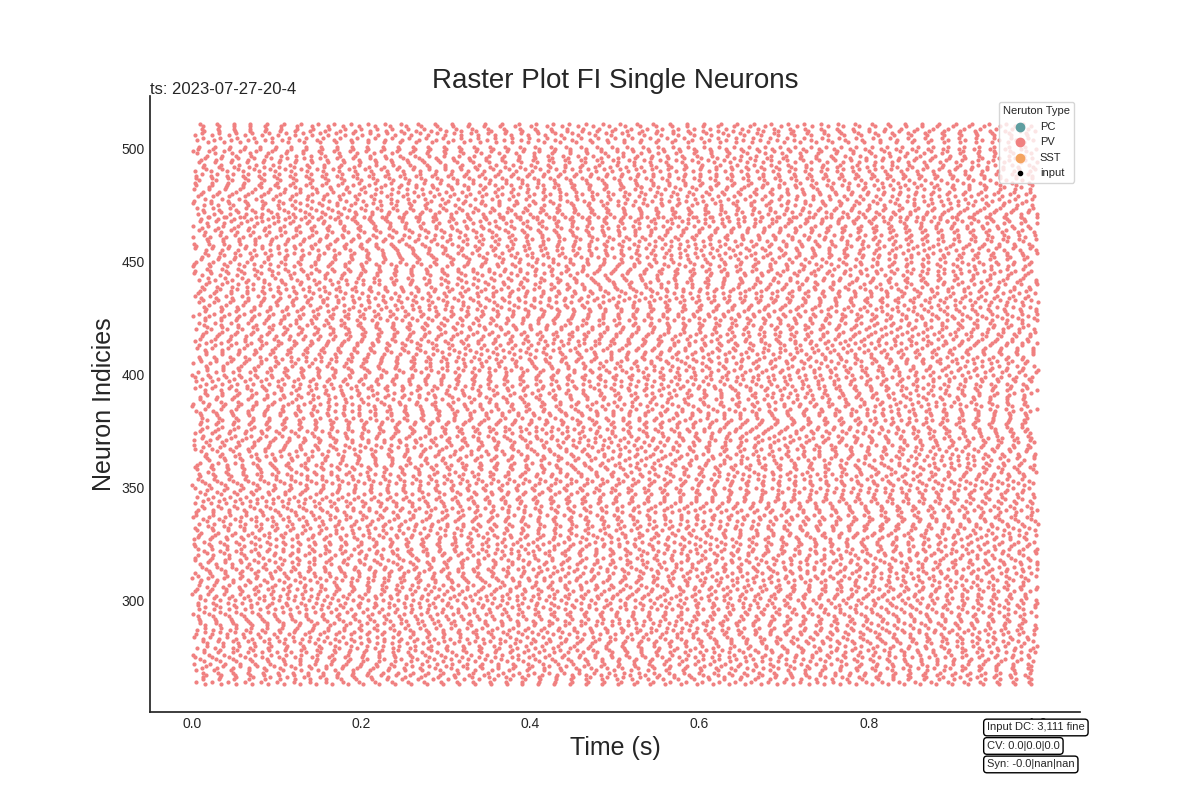 Raster Plot FI Single Neurons
ts: 2023-07-27-20-4
Neruton Type
PC
PV
SST
input
500
450
400
350
300
Neuron Indicies
0.0 0.2 0.4 0.6 0.8
Time (s)
Input DC: 3,111 fine
CV: 0.0|0.0|0.0
Syn: -0.0|nan|nan